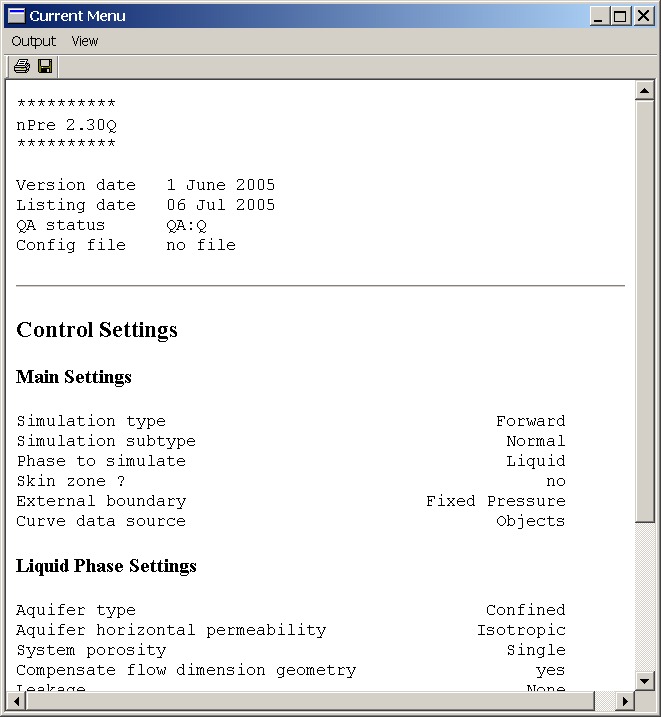 Current Menu
Output View
**********
nPre 2.30Q
**********
Version date 1 June 2005
Listing date 06 Jul 2005
QA status QA:Q
Config file no file
Control Settings
Main Settings
Simulation type Forward
Simulation subtype Normal
Phase to simulate Liquid
Skin zone ? no
External boundary Fixed Pressure
Curve data source Objects
Liquid Phase Settings
Aquifer type Confined
Aquifer horizontal permeability Isotropic
System porosity Single
Compensate flow dimension geometry yes
Leakage None